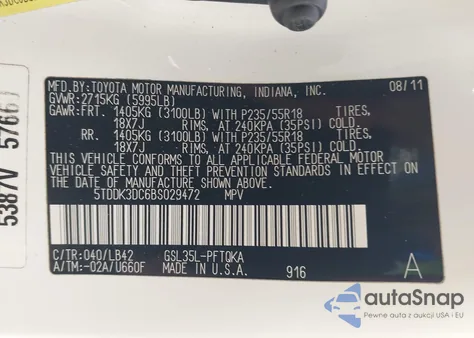 MFD.BY:TOYOTA MOTOR MANUFACTURING, INDIANA, INC. 08/11
GVWR: 2715KG (5995LB)
GAWR:FRT. 1405KG (3100LB) WITH P235/55R18 TIRES,
18X7J RIMS, AT 240KPA (35PSI) COLD
RR. 1405KG (3100LB) WITH P235/55R18 TIRES,
18X7J RIMS, AT 240KPA (35PSI) COLD
THIS VEHICLE CONFORMS TO ALL APPLICABLE FEDERAL MOTOR
VEHICLE SAFETY, BUMPER, AND THEFT PREVENTION STANDARDS IN EFFECT
ON THE DATE OF MANUFACTURE SHOWN ABOVE.
5TDDK3DC6BS029472 MPV
C/TR:040/LB42 GSL35L-PFTQKA
A/TM:-02A/U660F MADE IN U.S.A. 916 A
5387V 5766
autoSnap
Pewne auta z aukcji USA i EU